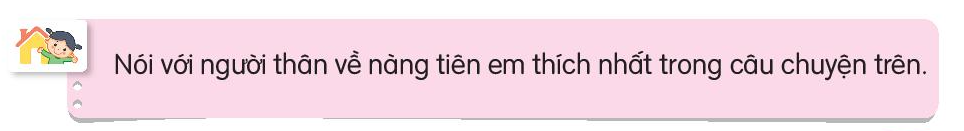 Nói với người thân về nàng tiên em thích nhất trong câu chuyện trên.